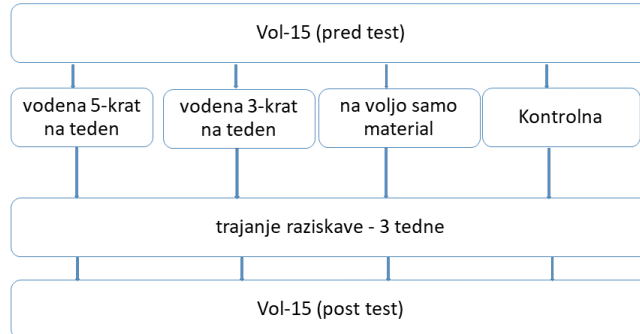 Vol-15 (pred test)
vodena 5-krat
na teden
vodena 3-krat
na teden
na voljo samo
material
Kontrolna
trajanje raziskave - 3 tedne
Vol-15 (post test)